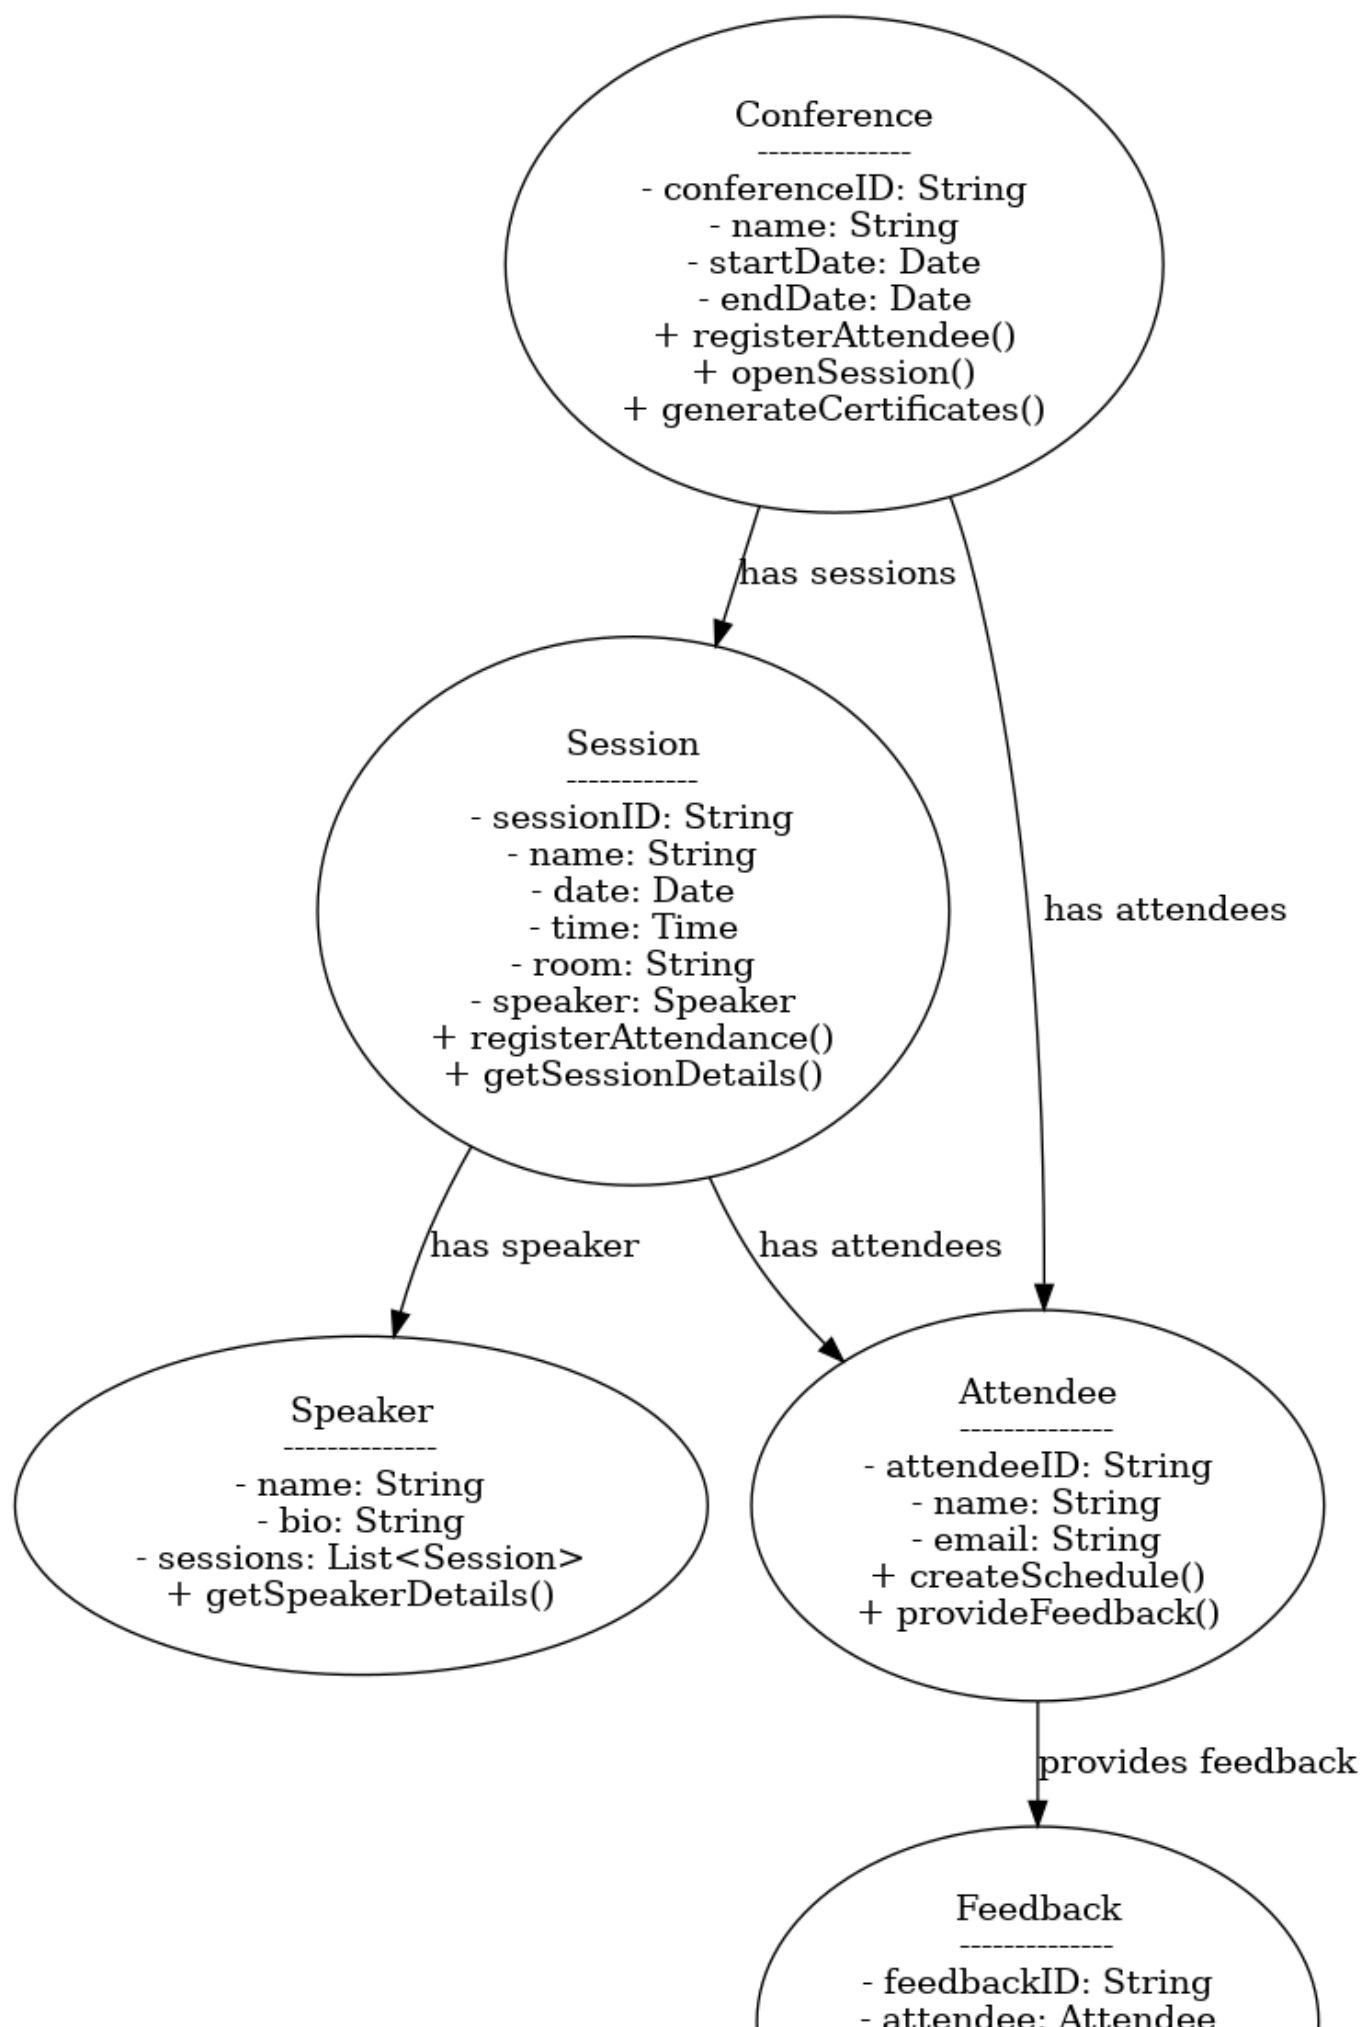 Conference
--------------
- conferenceID: String
- name: String
- startDate: Date
- endDate: Date
+ registerAttendee()
+ openSession()
+ generateCertificates()
has sessions
Session
------------
- sessionID: String
- name: String
- date: Date
- time: Time
- room: String
- speaker: Speaker
+ registerAttendance()
+ getSessionDetails()
has attendees
has speaker
has attendees
Speaker
--------------
- name: String
- bio: String
- sessions: List<Session>
+ getSpeakerDetails()
Attendee
--------------
- attendeeID: String
- name: String
- email: String
+ createSchedule()
+ provideFeedback()
provides feedback
Feedback
--------------
- feedbackID: String
- attendee: Attendee